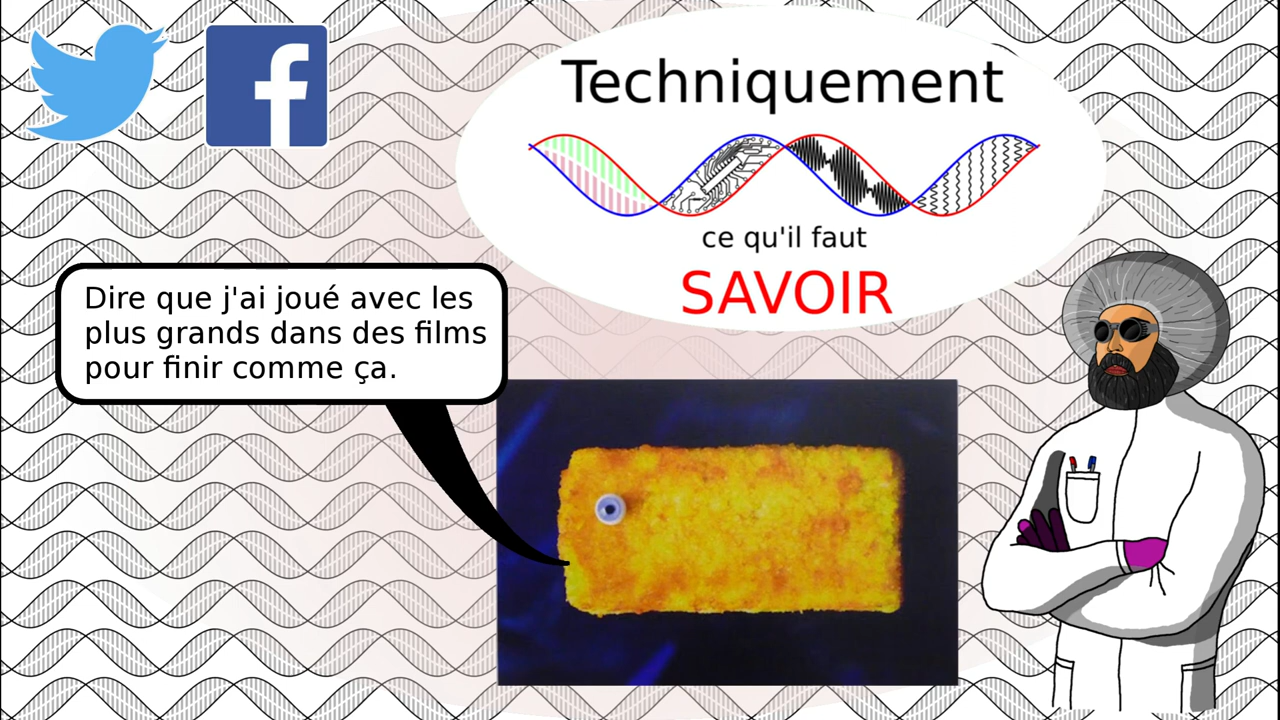 Techniquement
ce qu'il faut
SAVOIR
Dire que j'ai joué avec les
plus grands dans des films
pour finir comme ça.